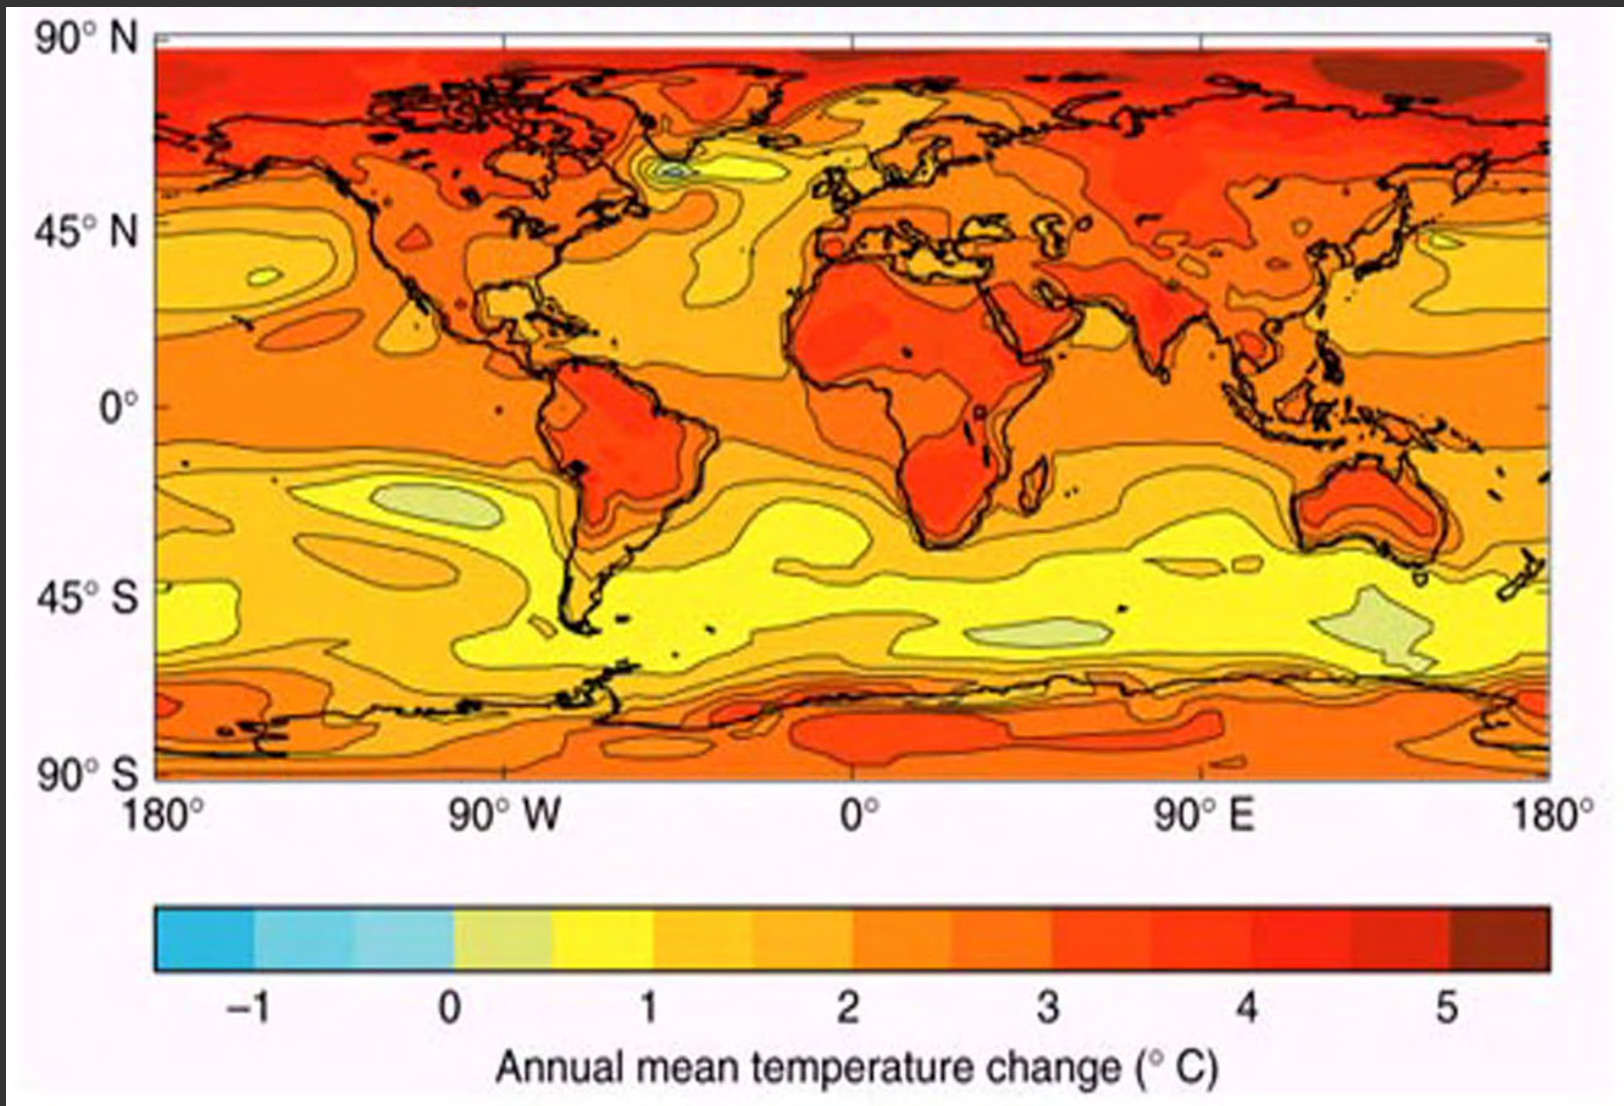 90° N
45° N
0°
45° S
90° S
180° 90° W 0° 90° E 180°
–1 0 1 2 3 4 5
Annual mean temperature change (° C)